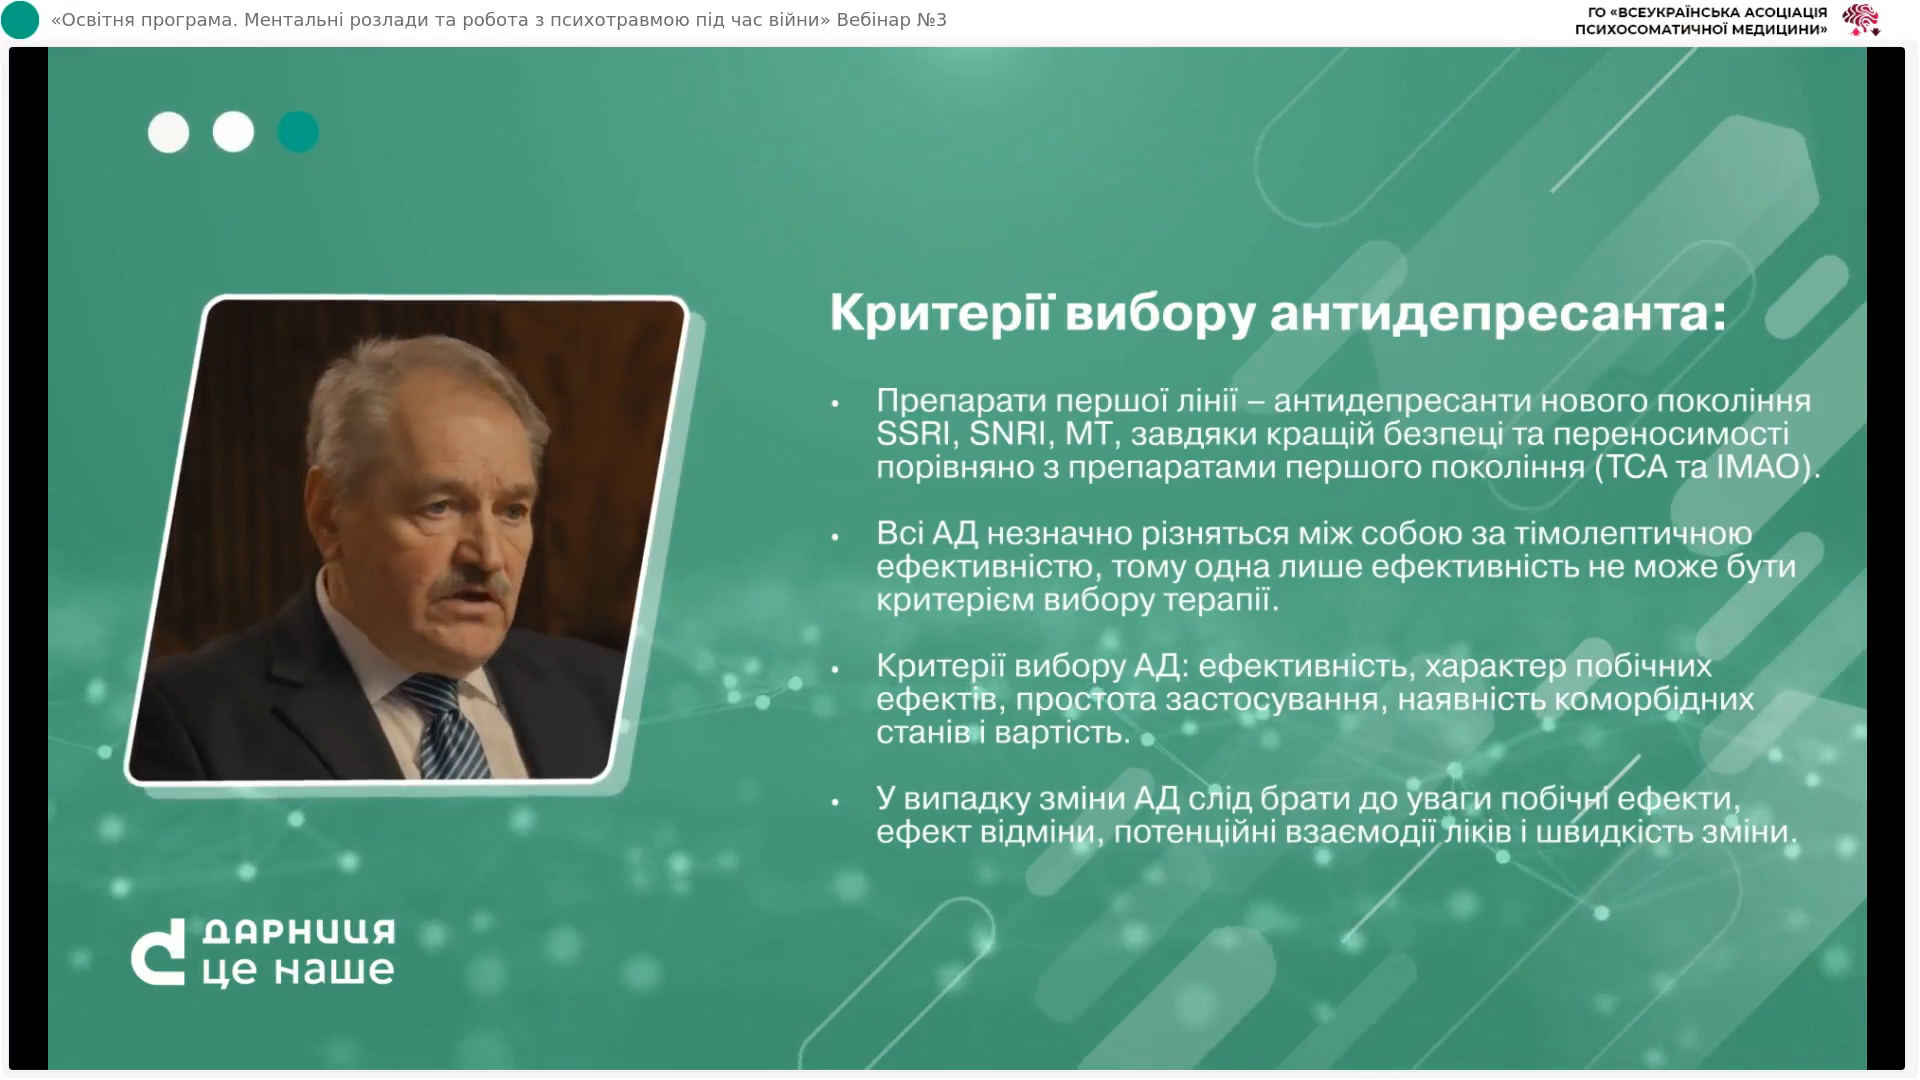 «Освітня програма. Ментальні розлади та робота з психотравмою під час війни» Вебінар №3
ГО «ВСЕУКРАЇНСЬКА АСОЦІАЦІЯ
ПСИХОСОМАТИЧНОЇ МЕДИЦИНИ»
Критерії вибору антидепресанта:
• Препарати першої лінії – антидепресанти нового покоління
SSRI, SNRI, МТ, завдяки кращій безпеці та переносимості
порівняно з препаратами першого покоління (ТСА та ІМАО).
• Всі АД незначно різняться між собою за тімолептичною
ефективністю, тому одна лише ефективність не може бути
критерієм вибору терапії.
• Критерії вибору АД: ефективність, характер побічних
ефектів, простота застосування, наявність коморбідних
станів і вартість.
• У випадку зміни АД слід брати до уваги побічні ефекти,
ефект відміни, потенційні взаємодії ліків і швидкість зміни.
ДАРНИЦЯ
це наше